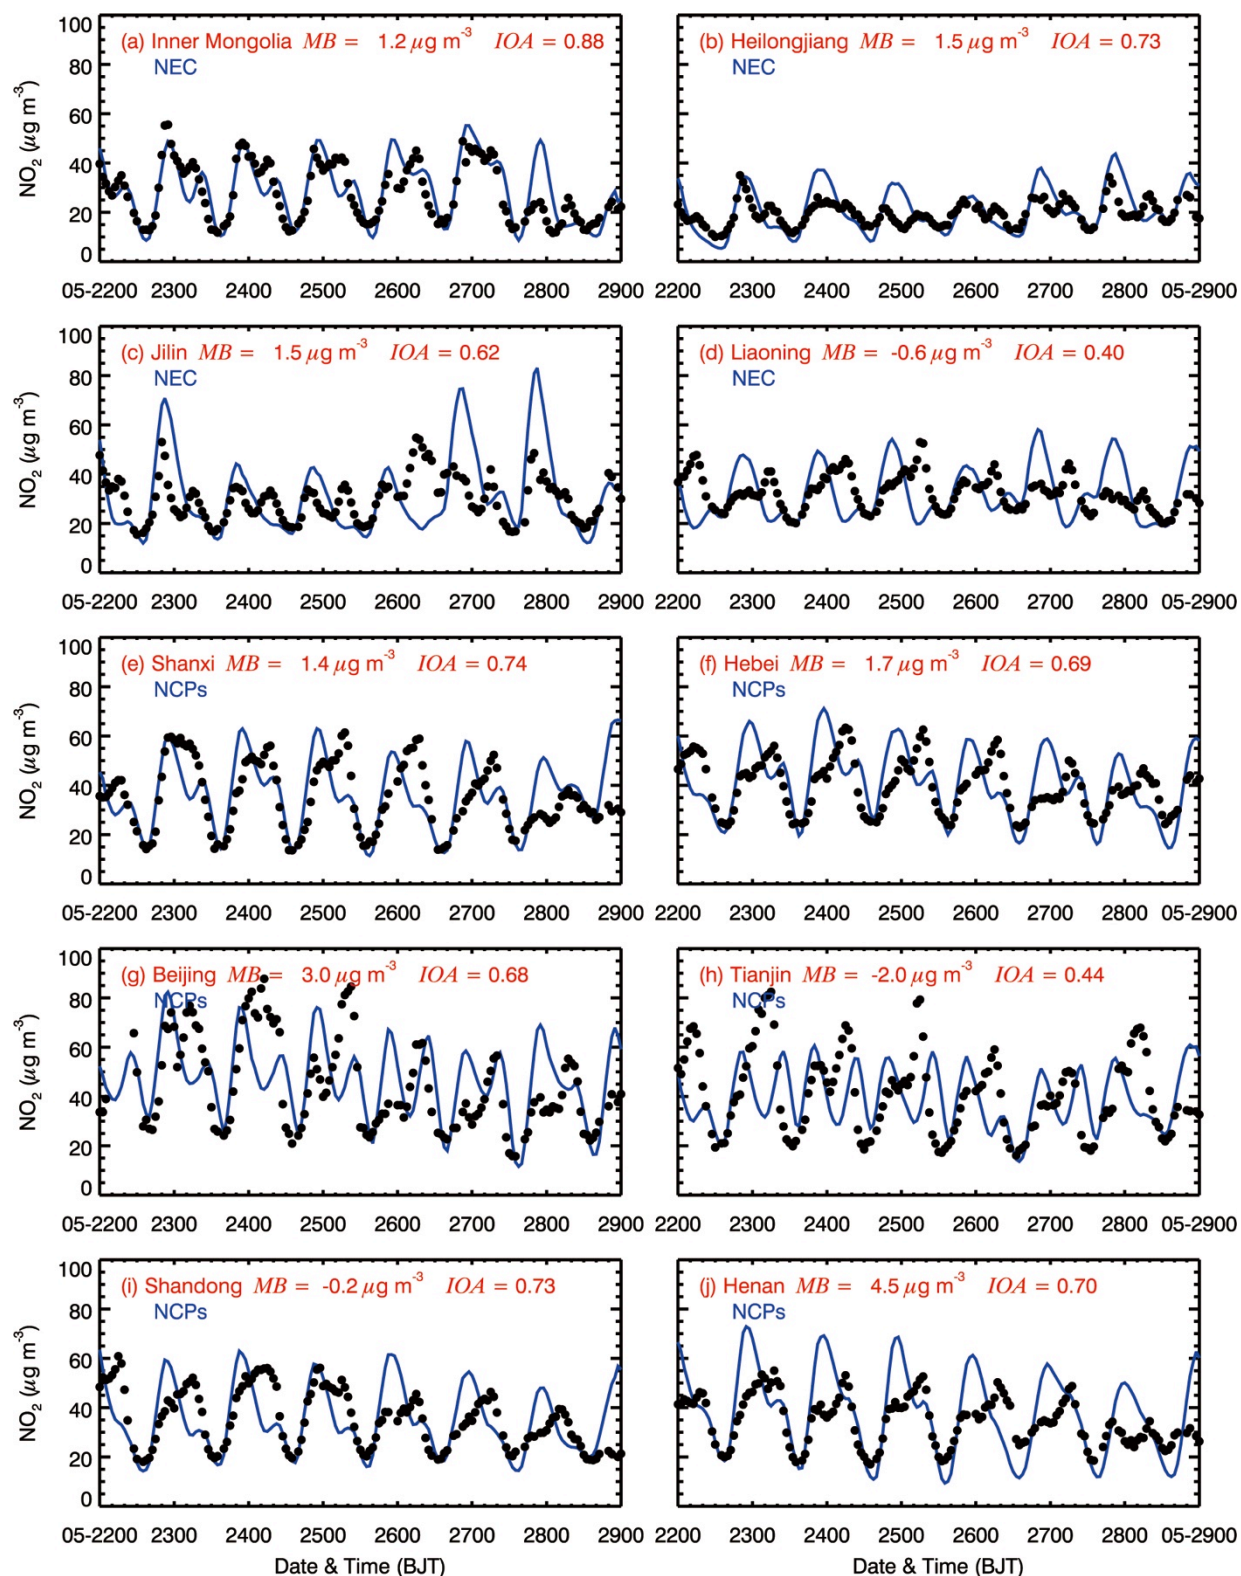 (a) Inner Mongolia MB = 1.2 μg m-3 IOA = 0.88
NEC
(b) Heilongjiang MB = 1.5 μg m-3 IOA = 0.73
NEC
100
80
60
40
20
0
NO2 (μg m-3)
05-2200 2300 2400 2500 2600 2700 2800 2900
2200 2300 2400 2500 2600 2700 2800 05-2900
(c) Jilin MB = 1.5 μg m-3 IOA = 0.62
NEC
(d) Liaoning MB = -0.6 μg m-3 IOA = 0.40
NEC
100
80
60
40
20
0
NO2 (μg m-3)
05-2200 2300 2400 2500 2600 2700 2800 2900
2200 2300 2400 2500 2600 2700 2800 05-2900
(e) Shanxi MB = 1.4 μg m-3 IOA = 0.74
NCPs
(f) Hebei MB = 1.7 μg m-3 IOA = 0.69
NCPs
100
80
60
40
20
0
NO2 (μg m-3)
05-2200 2300 2400 2500 2600 2700 2800 2900
2200 2300 2400 2500 2600 2700 2800 05-2900
(g) Beijing MB = 3.0 μg m-3 IOA = 0.68
NCPs
(h) Tianjin MB = -2.0 μg m-3 IOA = 0.44
NCPs
100
80
60
40
20
0
NO2 (μg m-3)
05-2200 2300 2400 2500 2600 2700 2800 2900
2200 2300 2400 2500 2600 2700 2800 05-2900
(i) Shandong MB = -0.2 μg m-3 IOA = 0.73
NCPs
(j) Henan MB = 4.5 μg m-3 IOA = 0.70
NCPs
100
80
60
40
20
0
NO2 (μg m-3)
05-2200 2300 2400 2500 2600 2700 2800 2900
2200 2300 2400 2500 2600 2700 2800 05-2900
Date & Time (BJT)
Date & Time (BJT)